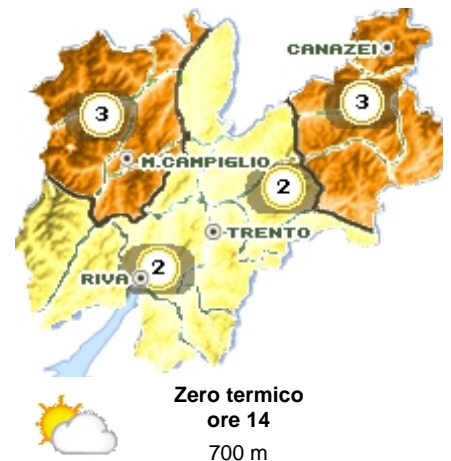 CANAZEI
3
3
M.CAMPIGLIO
2
TRENTO
2
RIVA
Zero termico
ore 14
700 m